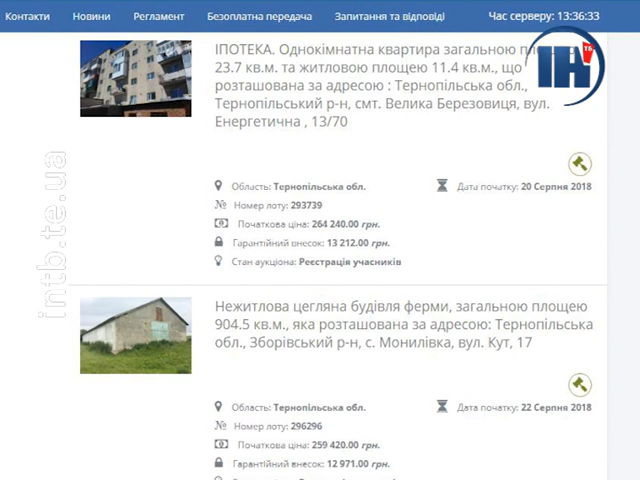 Контакти Новини Регламент Безоплатна передача Запитання та відповіді Час серверу: 13:36:33
ІПОТЕКА. Однокімнатна квартира загальною
23.7 кв.м. та житловою площею 11.4 кв.м., що
розташована за адресою : Тернопільська обл.,
Тернопільський р-н, смт. Велика Березовиця, вул.
Енергетична , 13/70
ІН ТБ
intb.te.ua
Область: Тернопільська обл. Дата початку: 20 Серпня 2018
№ Номер лоту: 293739
Початкова ціна: 264 240.00 грн.
Гарантійний внесок: 13 212.00 грн.
Стан аукціона: Реєстрація учасників
Нежитлова цегляна будівля ферми, загальною площею
904.5 кв.м., яка розташована за адресою: Тернопільська
обл., Зборівський р-н, с. Монилівка, вул. Кут, 17
Область: Тернопільська обл. Дата початку: 22 Серпня 2018
№ Номер лоту: 296296
Початкова ціна: 259 420.00 грн.
Гарантійний внесок: 12 971.00 грн.